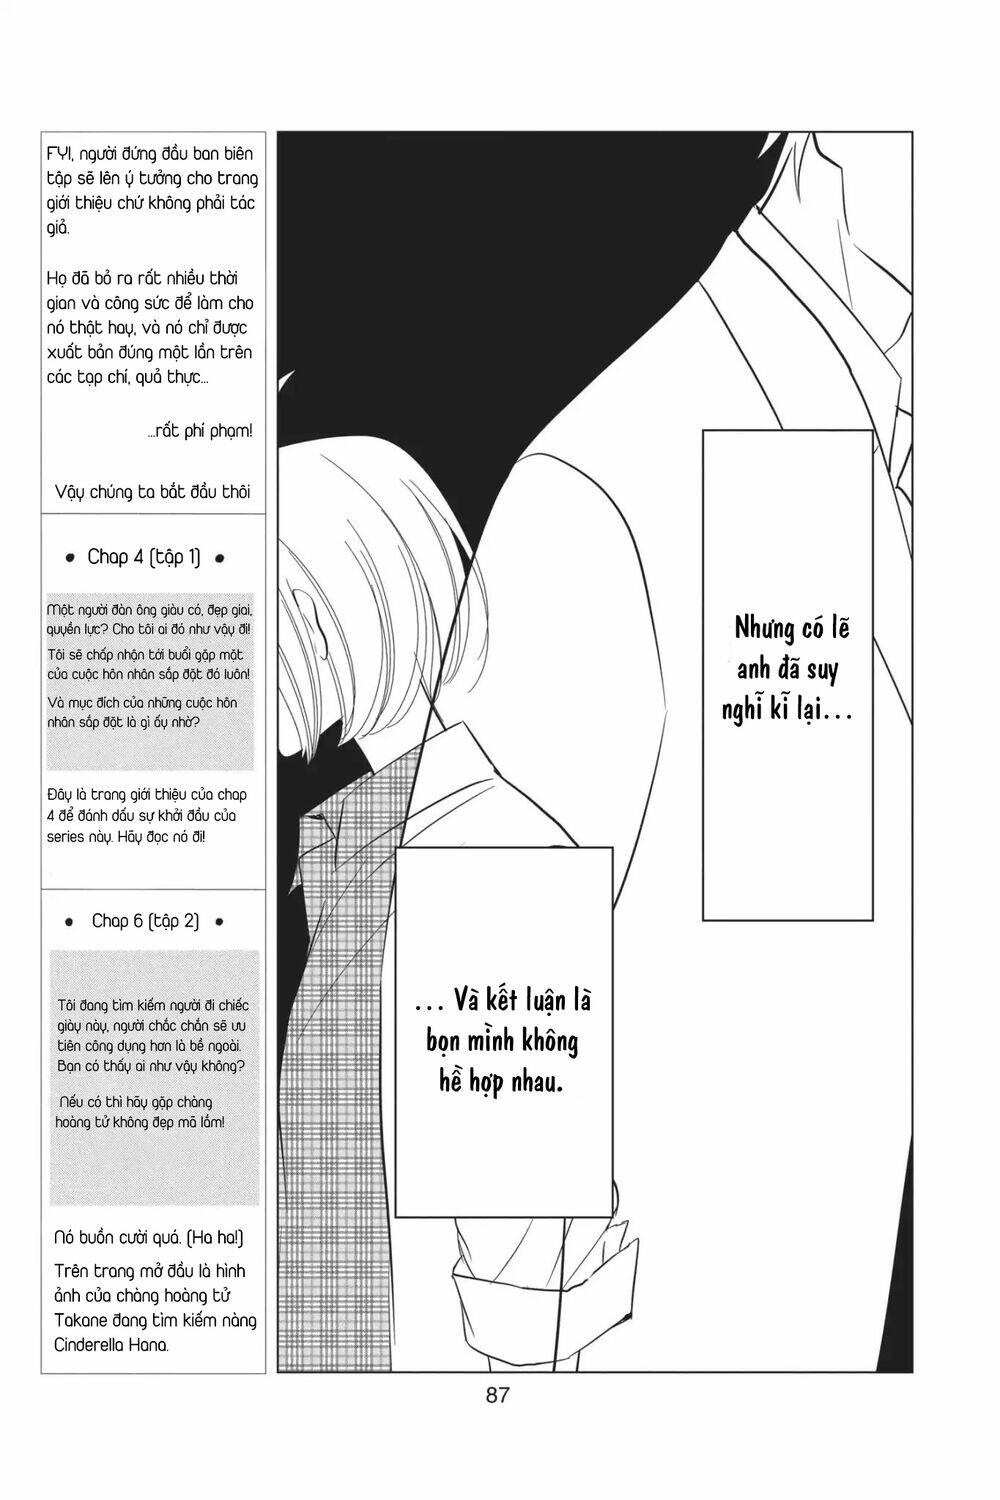 FYI, người đứng đầu ban biên
tập sẽ lên ý tưởng cho trang
giới thiệu chứ không phải tác
giả.
Họ đã bỏ ra rất nhiều thời
gian và công sức để làm cho
nó thật hay, và nó chỉ được
xuất bản đúng một lần trên
các tạp chí, quả thực...
...rất phí phạm!
Vậy chúng ta bắt đầu thôi
• Chap 4 (tập 1) •
Một người đàn ông giàu có, đẹp giai,
quyền lực? Cho tôi ai đó như vậy đi!
Tôi sẽ chấp nhận tới buổi gặp mặt
của cuộc hôn nhân sắp đặt đó luôn!
Và mục đích của những cuộc hôn
nhân sắp đặt là gì ấy nhờ?
Đây là trang giới thiệu của chap
4 để đánh dấu sự khởi đầu của
series này. Hãy đọc nó đi!
• Chap 6 (tập 2) •
Tôi đang tìm kiếm người đi chiếc
giày này, người chắc chắn sẽ ưu
tiên công dụng hơn là bề ngoài.
Bạn có thấy ai như vậy không?
Nếu có thì hãy gặp chàng
hoàng tử không đẹp mã lắm!
Nó buồn cười quá. (Ha ha!)
Trên trang mở đầu là hình
ảnh của chàng hoàng tử
Takane đang tìm kiếm nàng
Cinderella Hana.
Nhưng có lẽ
anh đã suy
nghĩ kĩ lại...
... Và kết luận là
bọn mình không
hề hợp nhau.
87